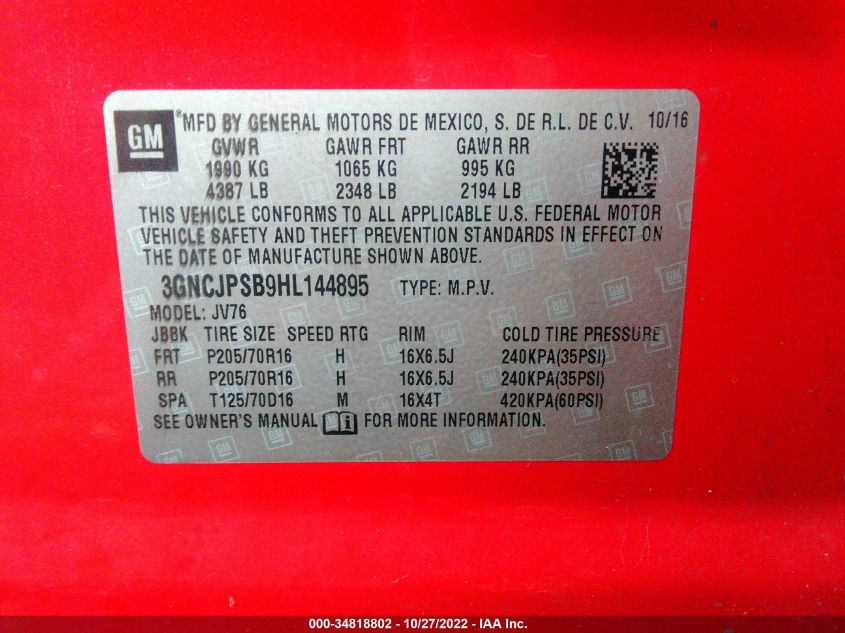 GM
*MFD BY GENERAL MOTORS DE MEXICO, S. DE R.L. DE C.V. 10/16
GVWR GAWR FRT GAWR RR
1990 KG 1065 KG 995 KG
4387 LB 2348 LB 2194 LB
THIS VEHICLE CONFORMS TO ALL APPLICABLE U.S. FEDERAL MOTOR
VEHICLE SAFETY AND THEFT PREVENTION STANDARDS IN EFFECT ON
THE DATE OF MANUFACTURE SHOWN ABOVE.
3GNCJPSB9HL144895 TYPE: M.P.V.
MODEL: JV76
JBBK TIRE SIZE SPEED RTG RIM COLD TIRE PRESSURE
FRT P205/70R16 H 16X6.5J 240KPA(35PSI)
RR P205/70R16 H 16X6.5J 240KPA(35PSI)
SPA T125/70D16 M 16X4T 420KPA(60PSI)
SEE OWNER'S MANUAL FOR MORE INFORMATION.
000-34818802 - 10/27/2022 - IAA Inc.